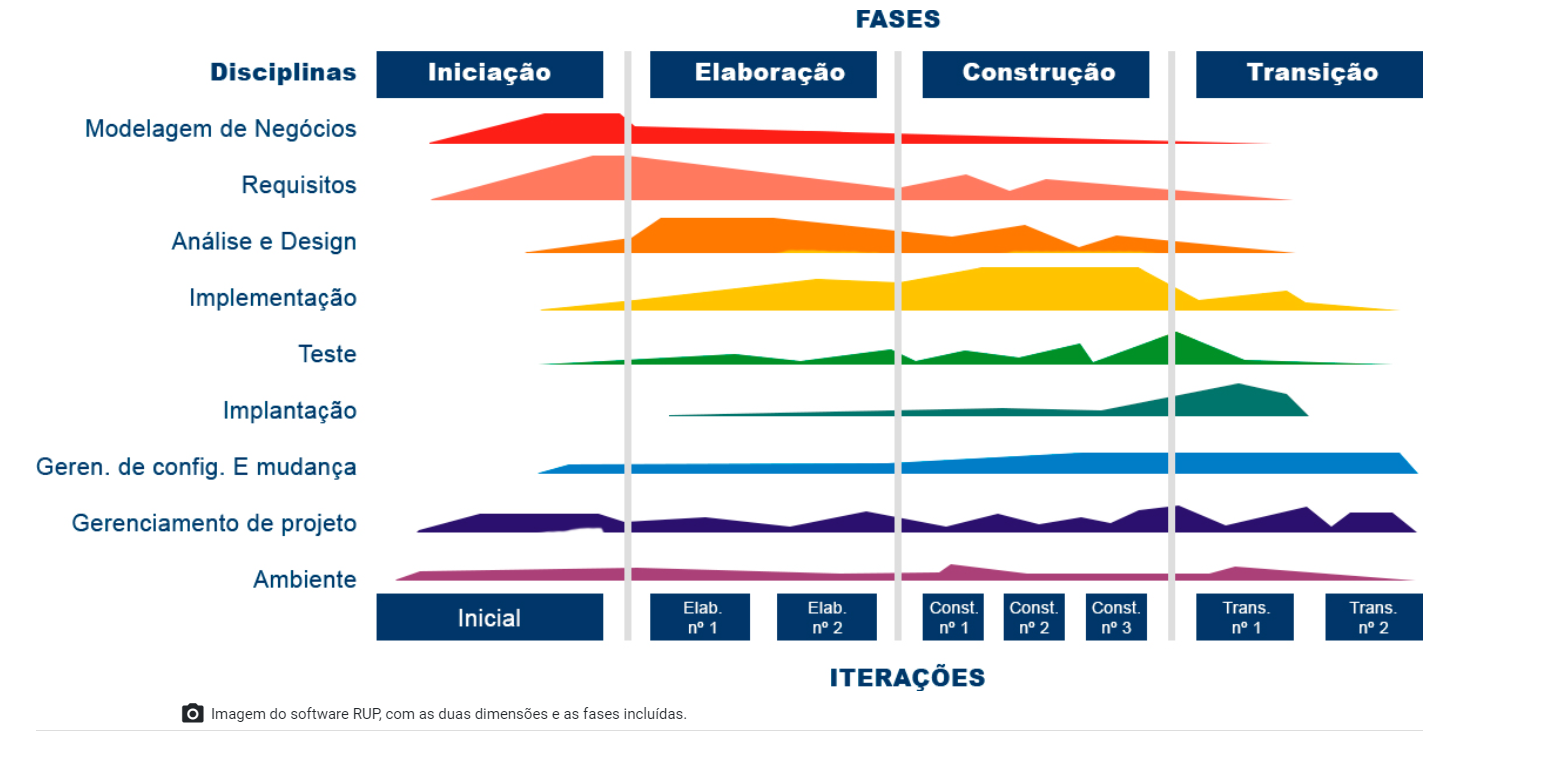 FASES
Disciplinas
Iniciação
Elaboração
Construção
Transição
Modelagem de Negócios
Requisitos
Análise e Design
Implementação
Teste
Implantação
Geren. de config. E mudança
Gerenciamento de projeto
Ambiente
Inicial
Elab.
nº 1
Elab.
nº 2
Const.
nº 1
Const.
nº 2
Const.
nº 3
Trans.
nº 1
Trans.
nº 2
ITERAÇÕES
Imagem do software RUP, com as duas dimensões e as fases incluídas.